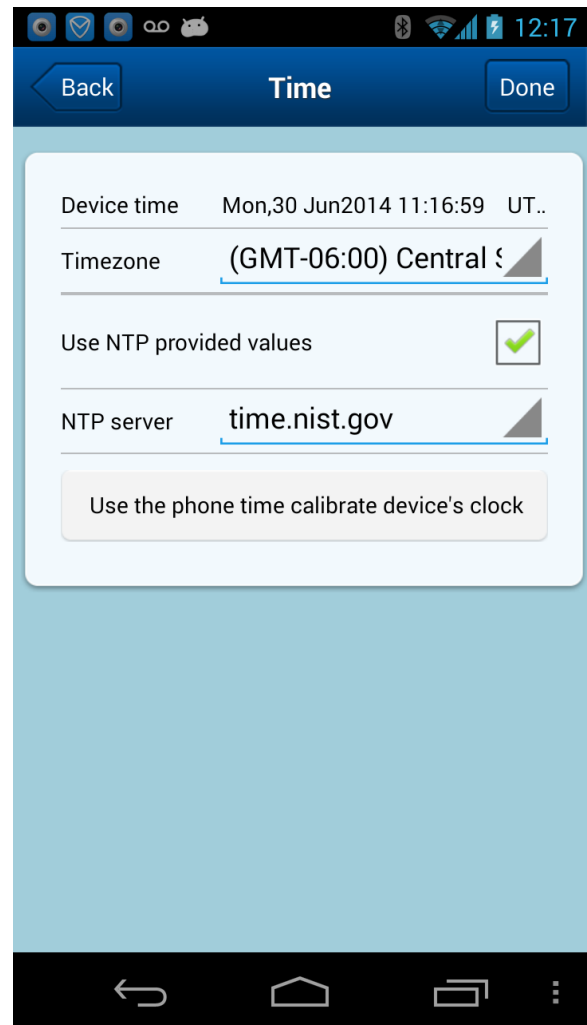 12:17
Back Time Done
Device time Mon,30 Jun2014 11:16:59 UT..
Timezone (GMT-06:00) Central
Use NTP provided values
NTP server time.nist.gov
Use the phone time calibrate device's clock